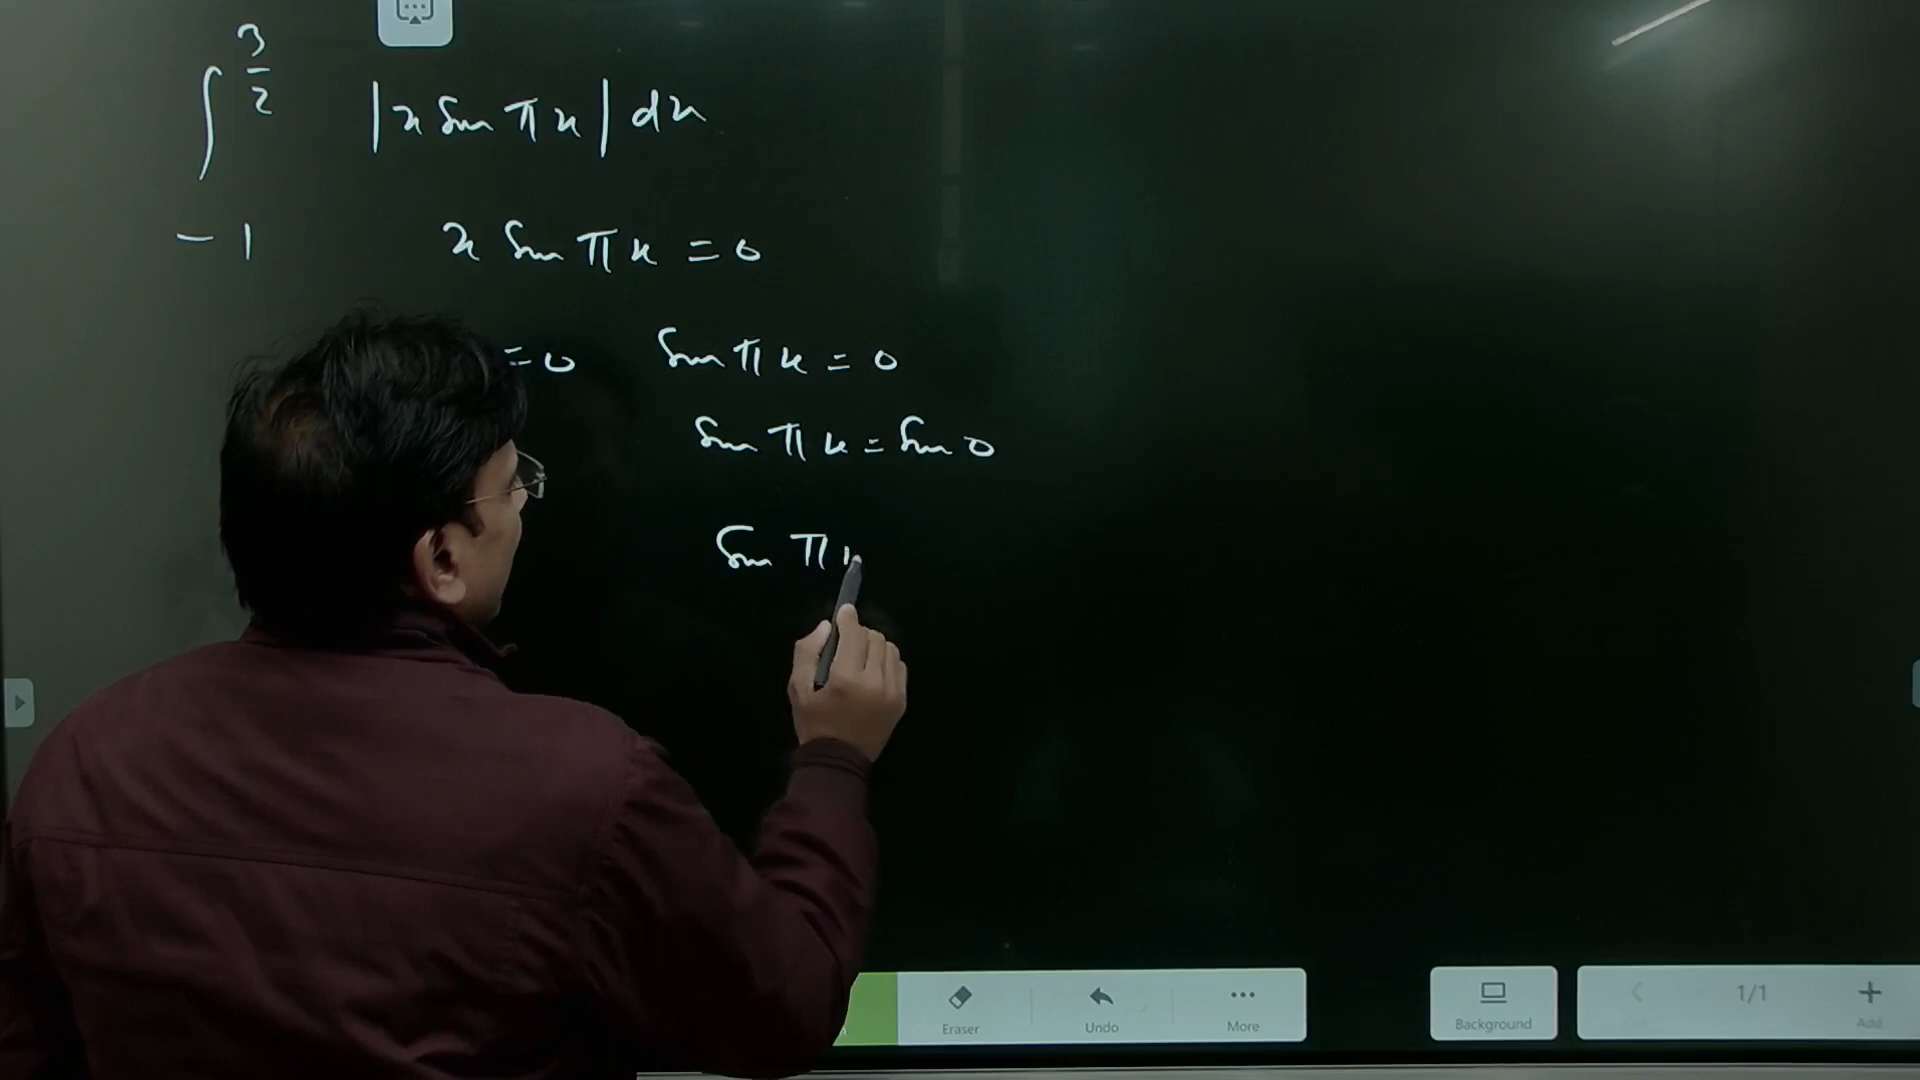 ∫ 3/2 |x Sin πx| dx
-1
x Sin πx = 0
= 0 Sin πx = 0
Sin πx = Sin 0
Sin π
Eraser
Undo
More
Background
1/1
Add